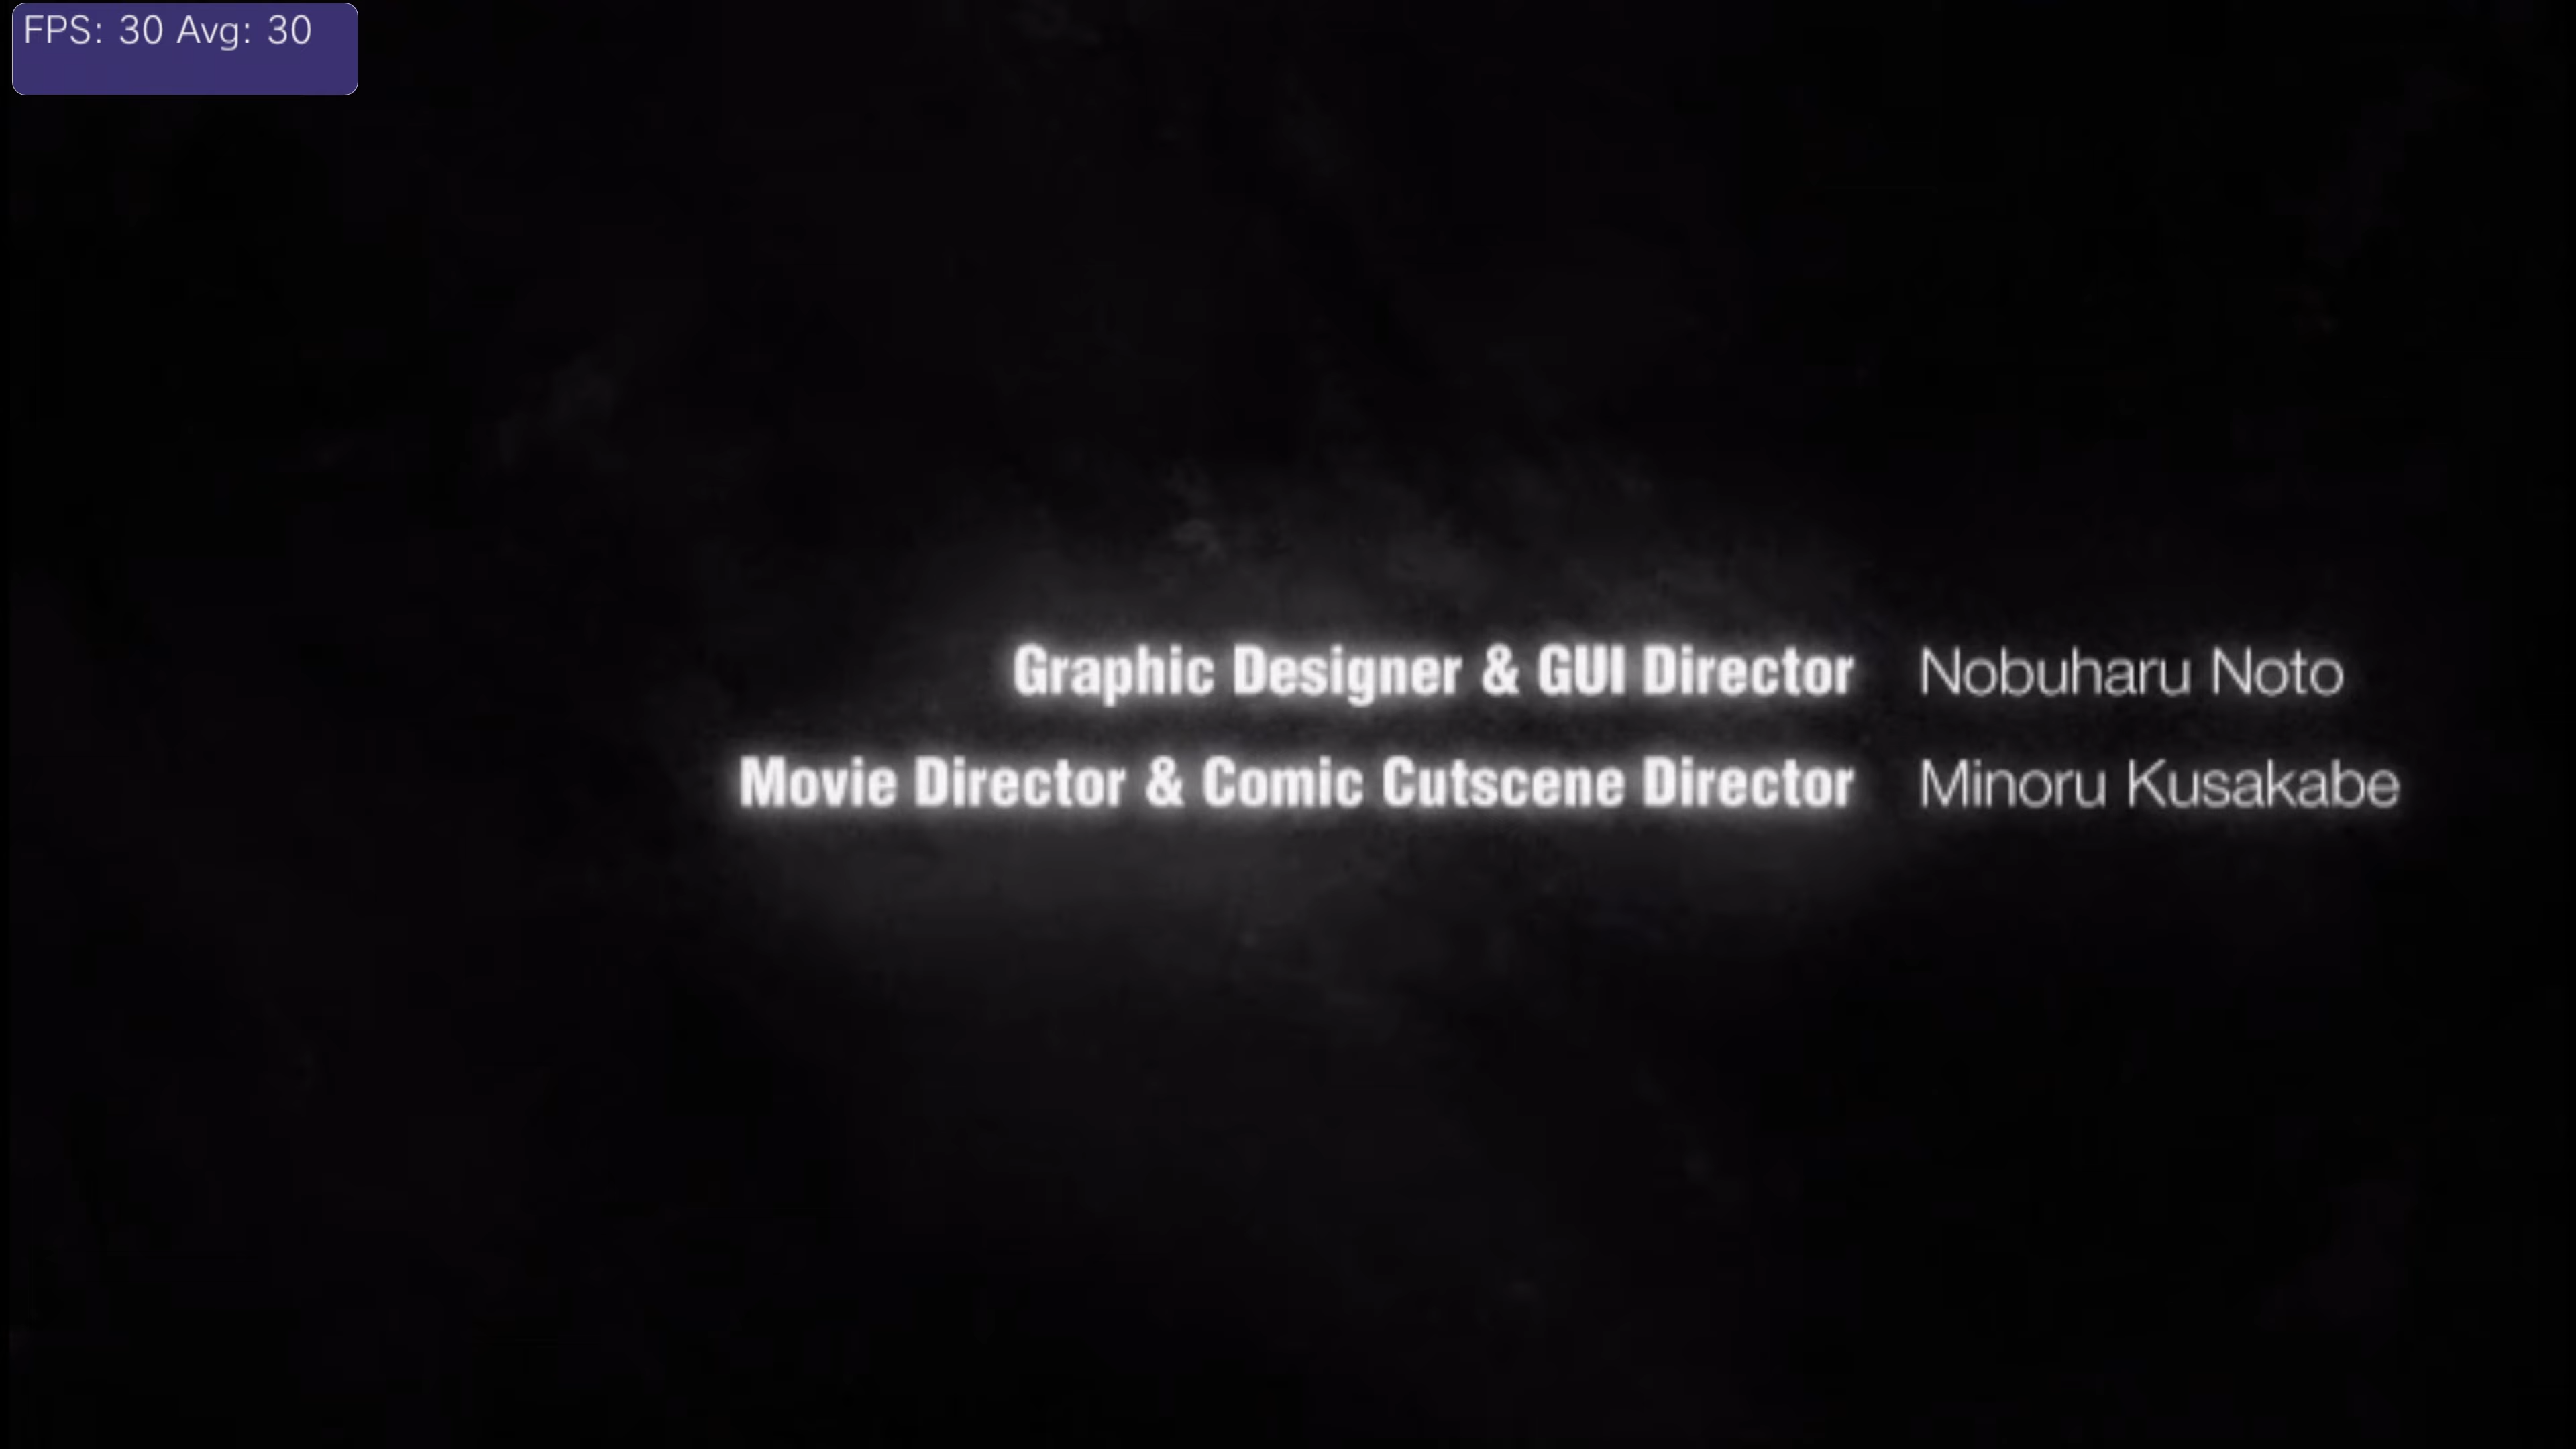 FPS: 30 Avg: 30
Graphic Designer & GUI Director Nobuharu Noto
Movie Director & Comic Cutscene Director Minoru Kusakabe